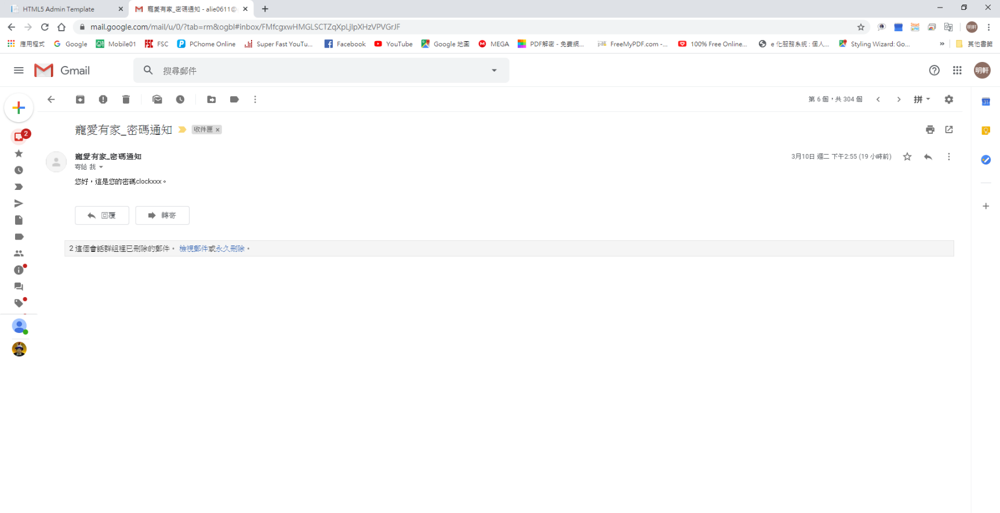 HTML5 Admin Template
寵愛有家_密碼通知 - alie0611@
mail.google.com/mail/u/0/?tab=rm&ogbl#inbox/FMfcgxwHMGLSCTZqXpLjlpXHzVPVGrJF
明軒
應用程式 Google Mobile01 FSC PChome Online Super Fast YouTu... Facebook YouTube Google 地圖 MEGA PDF解密 - 免費網... FreeMyPDF.com -... 100% Free Online... e 化服務系統 : 個人... Styling Wizard: Go... » 其他書籤
Gmail
搜尋郵件
明軒
第 6 個，共 304 個
拼
31
寵愛有家_密碼通知
收件匣 ×
2
寵愛有家_密碼通知
3月10日 週二 下午2:55 (19 小時前)
寄給 我
您好，這是您的密碼clockxxx。
回覆
轉寄
2 這個會話群組裡已刪除的郵件。 檢視郵件或永久刪除。